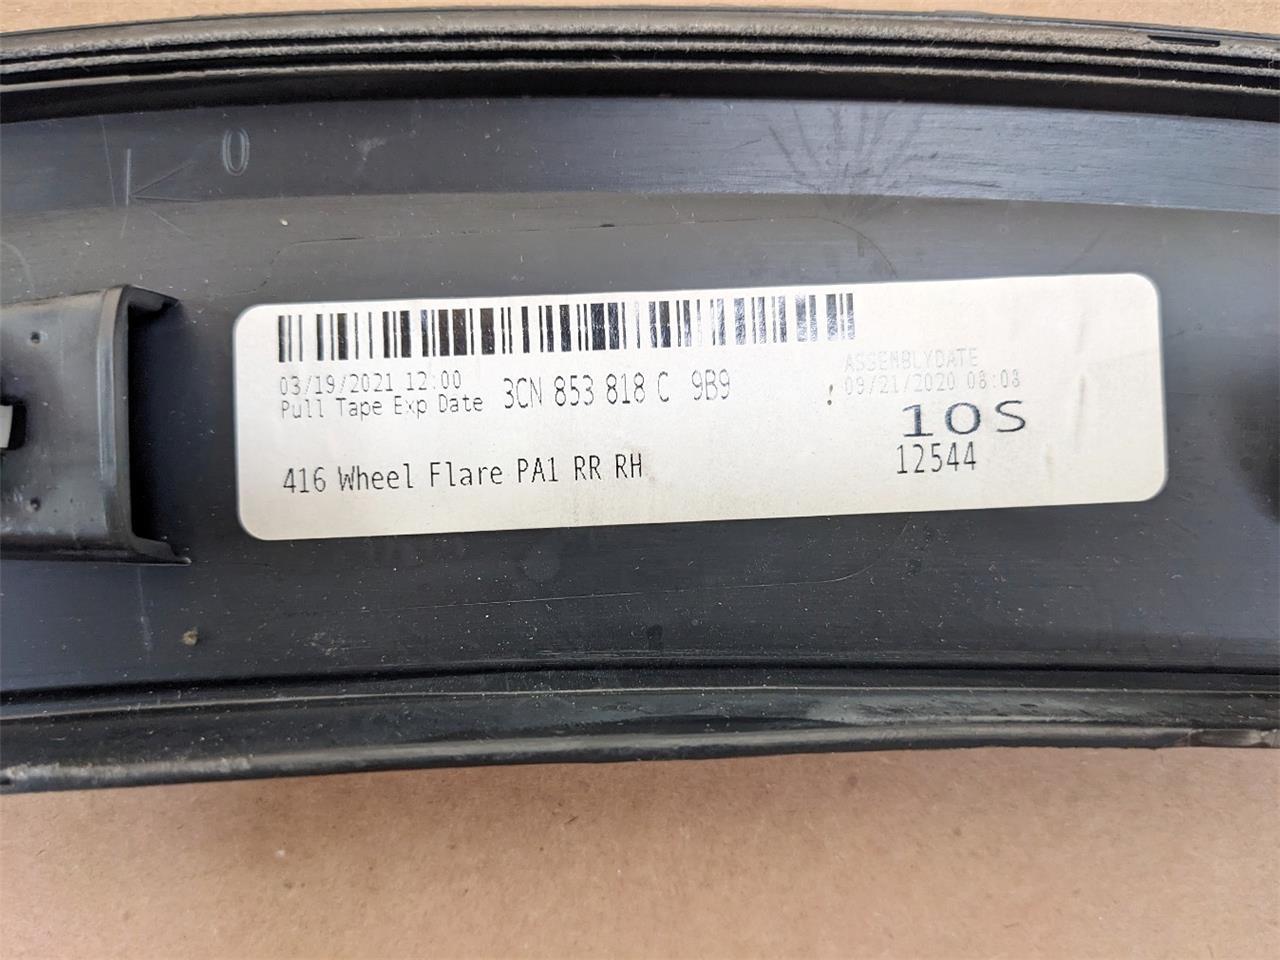 0
03/19/2021 12:00
Pull Tape Exp Date
3CN 853 818 C 9B9
ASSEMBLYDATE
09/21/2020 08:08
10S
12544
416 Wheel Flare PA1 RR RH